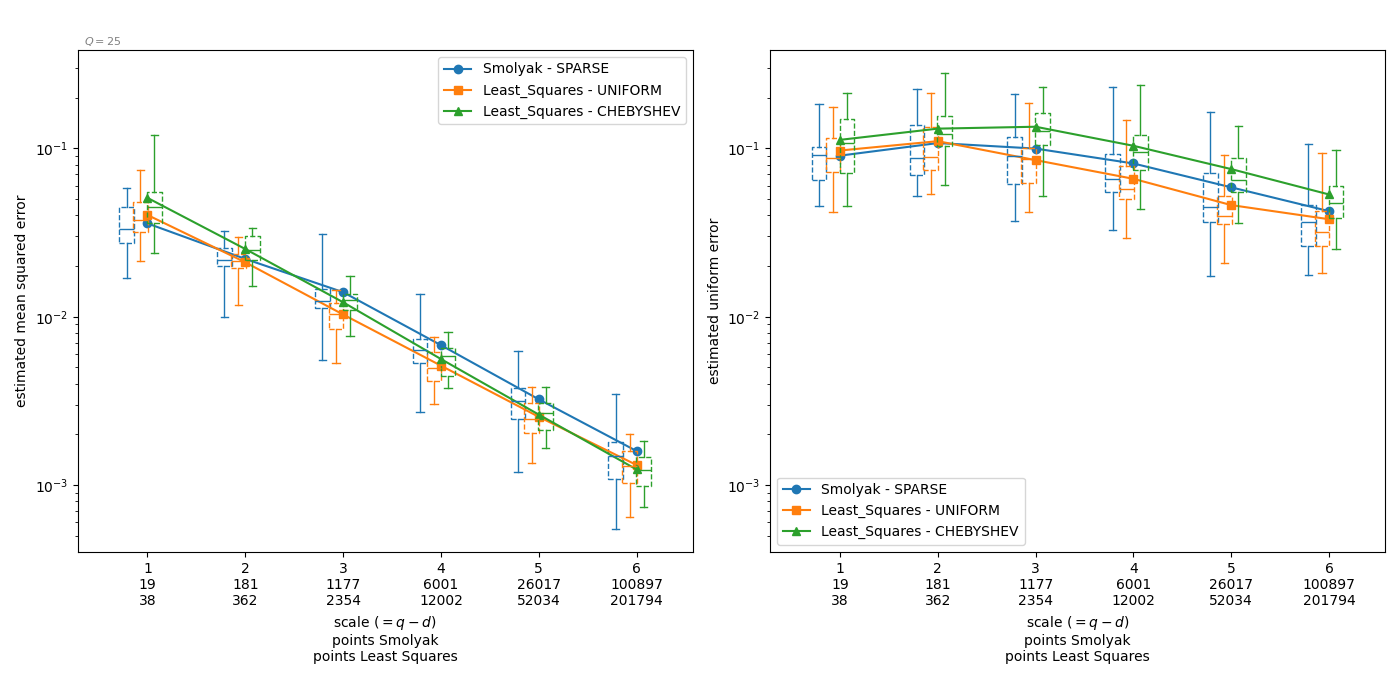 Q = 25
Smolyak - SPARSE
Least_Squares - UNIFORM
Least_Squares - CHEBYSHEV
estimated mean squared error
10⁻¹
10⁻²
10⁻³
1 2 3 4 5 6
19 181 1177 6001 26017 100897
38 362 2354 12002 52034 201794
scale (= q − d)
points Smolyak
points Least Squares
estimated uniform error
10⁻¹
10⁻²
10⁻³
Smolyak - SPARSE
Least_Squares - UNIFORM
Least_Squares - CHEBYSHEV
1 2 3 4 5 6
19 181 1177 6001 26017 100897
38 362 2354 12002 52034 201794
scale (= q − d)
points Smolyak
points Least Squares